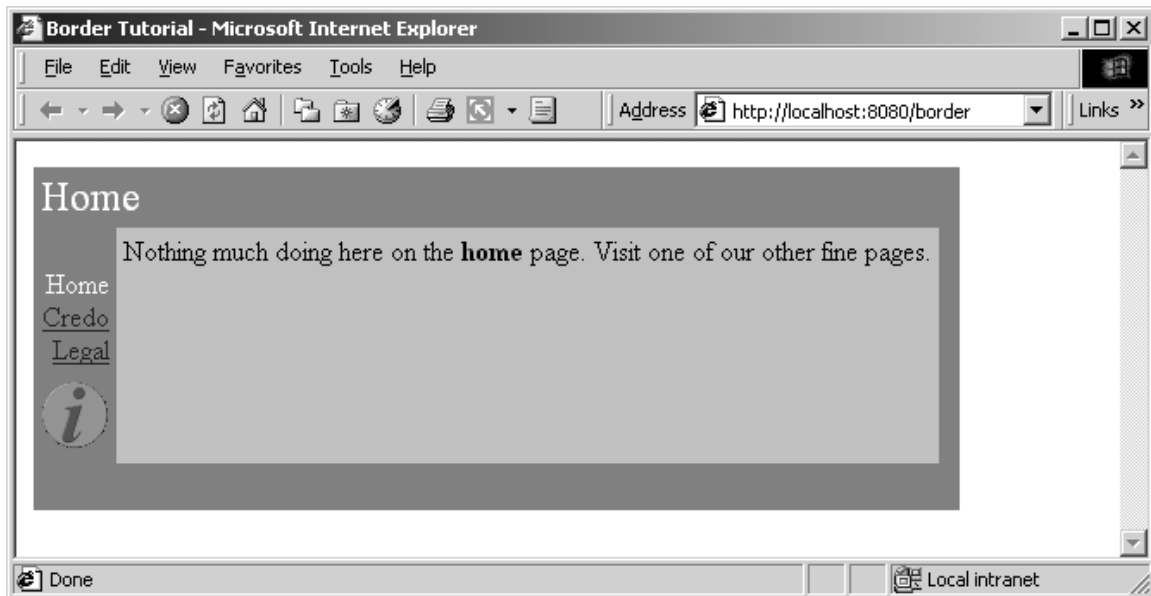 Border Tutorial - Microsoft Internet Explorer
File Edit View Favorites Tools Help
Address http://localhost:8080/border Links »
Home
Nothing much doing here on the home page. Visit one of our other fine pages.
Home
Credo
Legal
i
Done Local intranet